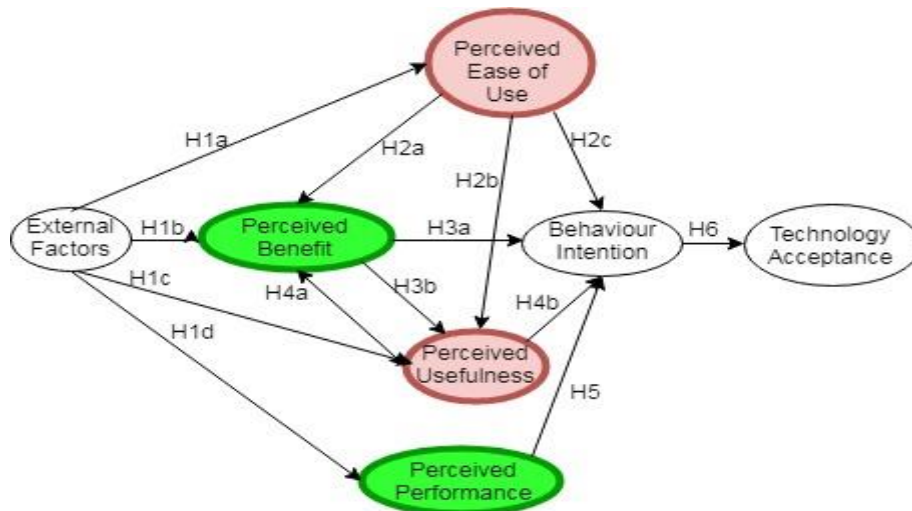 Perceived
Ease of
Use
H1a
H2a
H2c
H2b
External
Factors
H1b
Perceived
Benefit
H3a
Behaviour
Intention
H6
Technology
Acceptance
H1c
H4a
H3b
H4b
H1d
Perceived
Usefulness
H5
Perceived
Performance